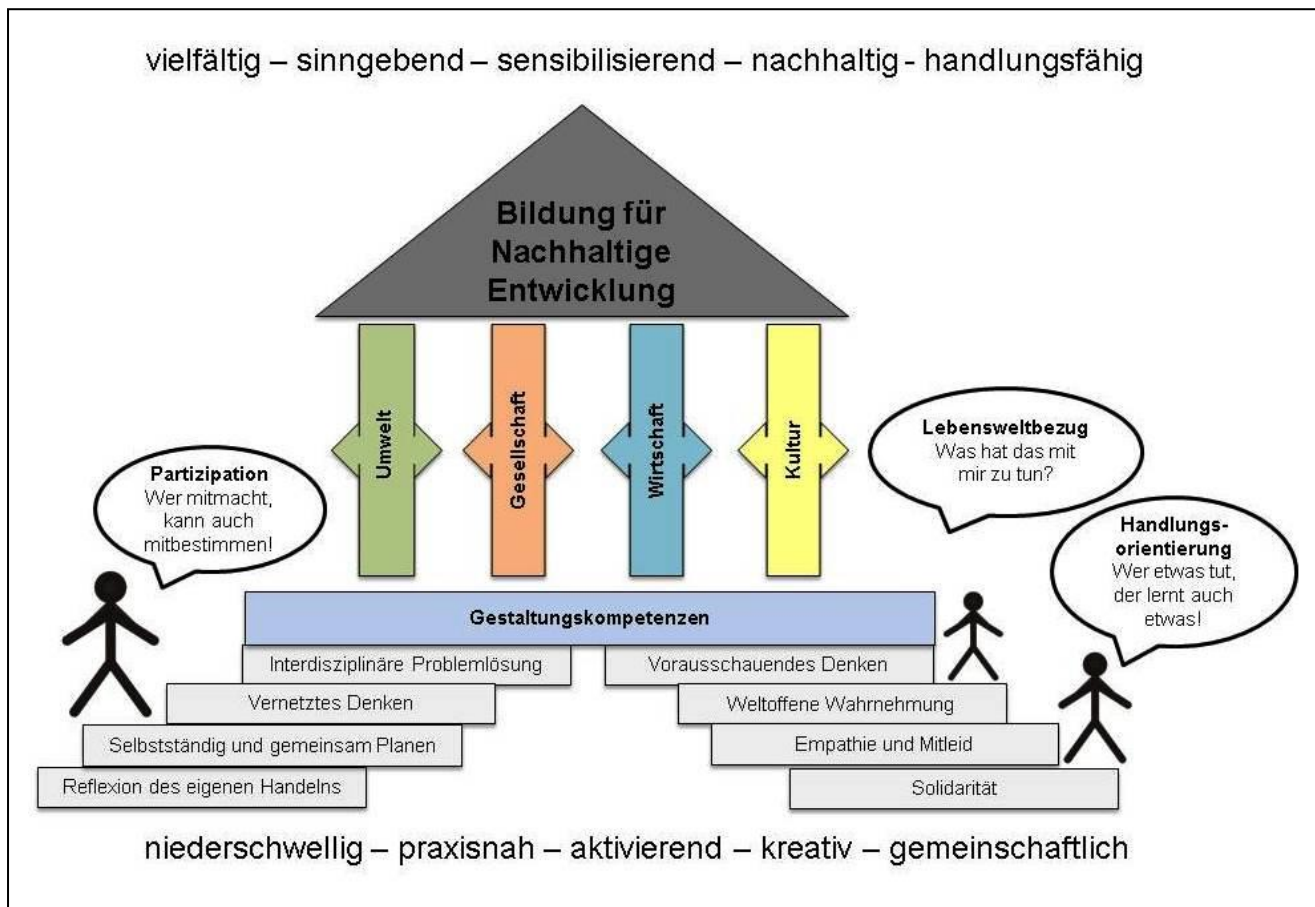 vielfältig – sinngebend – sensibilisierend – nachhaltig - handlungsfähig
Bildung für
Nachhaltige
Entwicklung
Umwelt
Gesellschaft
Wirtschaft
Kultur
Partizipation
Wer mitmacht,
kann auch
mitbestimmen!
Lebensweltbezug
Was hat das mit
mir zu tun?
Handlungs-
orientierung
Wer etwas tut,
der lernt auch
etwas!
Gestaltungskompetenzen
Interdisziplinäre Problemlösung
Vorausschauendes Denken
Vernetztes Denken
Weltoffene Wahrnehmung
Selbstständig und gemeinsam Planen
Empathie und Mitleid
Reflexion des eigenen Handelns
Solidarität
niederschwellig – praxisnah – aktivierend – kreativ – gemeinschaftlich